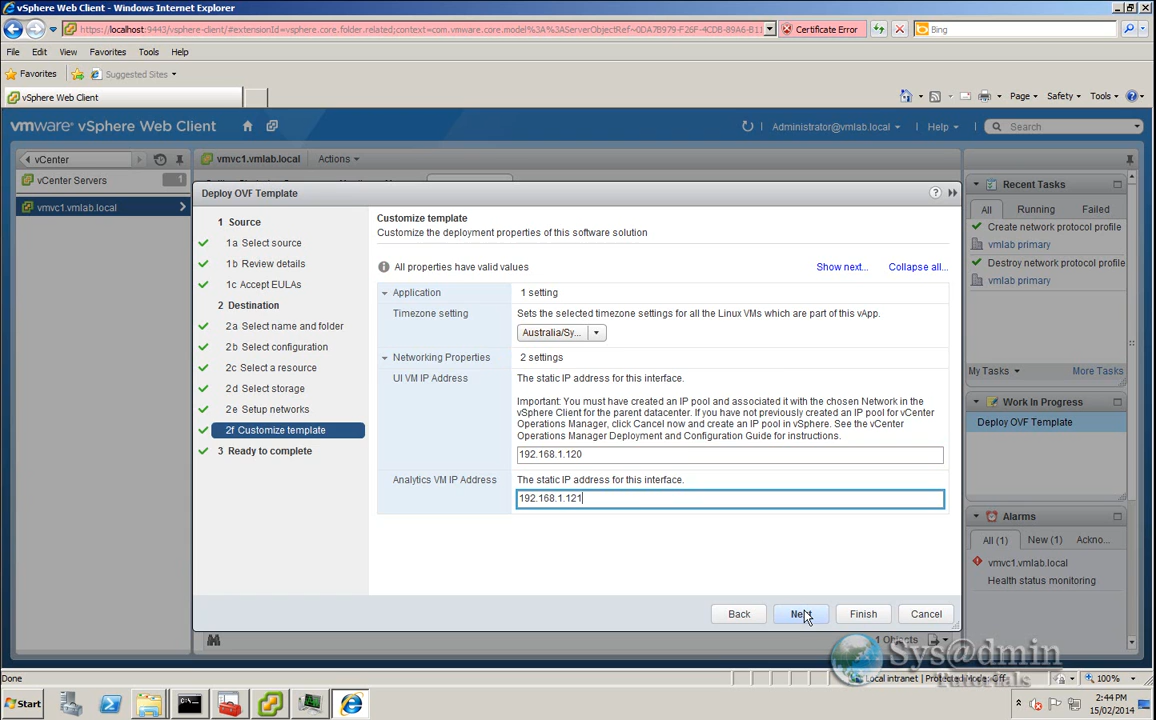 vSphere Web Client - Windows Internet Explorer
Certificate Error
Bing
File Edit View Favorites Tools Help
Favorites
Suggested Sites
vSphere Web Client
Page Safety Tools
vmware vSphere Web Client
Administrator@vmlab.local
Help
Search
vCenter
vCenter Servers
1
vmvc1.vmlab.local
vmvc1.vmlab.local
Actions
Deploy OVF Template
1 Source
1a Select source
1b Review details
1c Accept EULAs
2 Destination
2a Select name and folder
2b Select configuration
2c Select a resource
2d Select storage
2e Setup networks
2f Customize template
3 Ready to complete
Customize template
Customize the deployment properties of this software solution
All properties have valid values
Show next...
Collapse all...
Application
1 setting
Timezone setting
Sets the selected timezone settings for all the Linux VMs which are part of this vApp.
Australia/Sy...
Networking Properties
2 settings
UI VM IP Address
The static IP address for this interface.
Important: You must have created an IP pool and associated it with the chosen Network in the
vSphere Client for the parent datacenter. If you have not previously created an IP pool for vCenter
Operations Manager, click Cancel now and create an IP pool in vSphere. See the vCenter
Operations Manager Deployment and Configuration Guide for instructions.
192.168.1.120
Analytics VM IP Address
The static IP address for this interface.
192.168.1.121
Back
Next
Finish
Cancel
1 Objects
Recent Tasks
All Running Failed
Create network protocol profile
vmlab primary
Destroy network protocol profile
vmlab primary
My Tasks
More Tasks
Work In Progress
Deploy OVF Template
Alarms
All (1) New (1) Ackno...
vmvc1.vmlab.local
Health status monitoring
Sys@dmin
Tutorials
Done
Local intranet | Protected Mode: Off
100%
Start
2:44 PM
15/02/2014